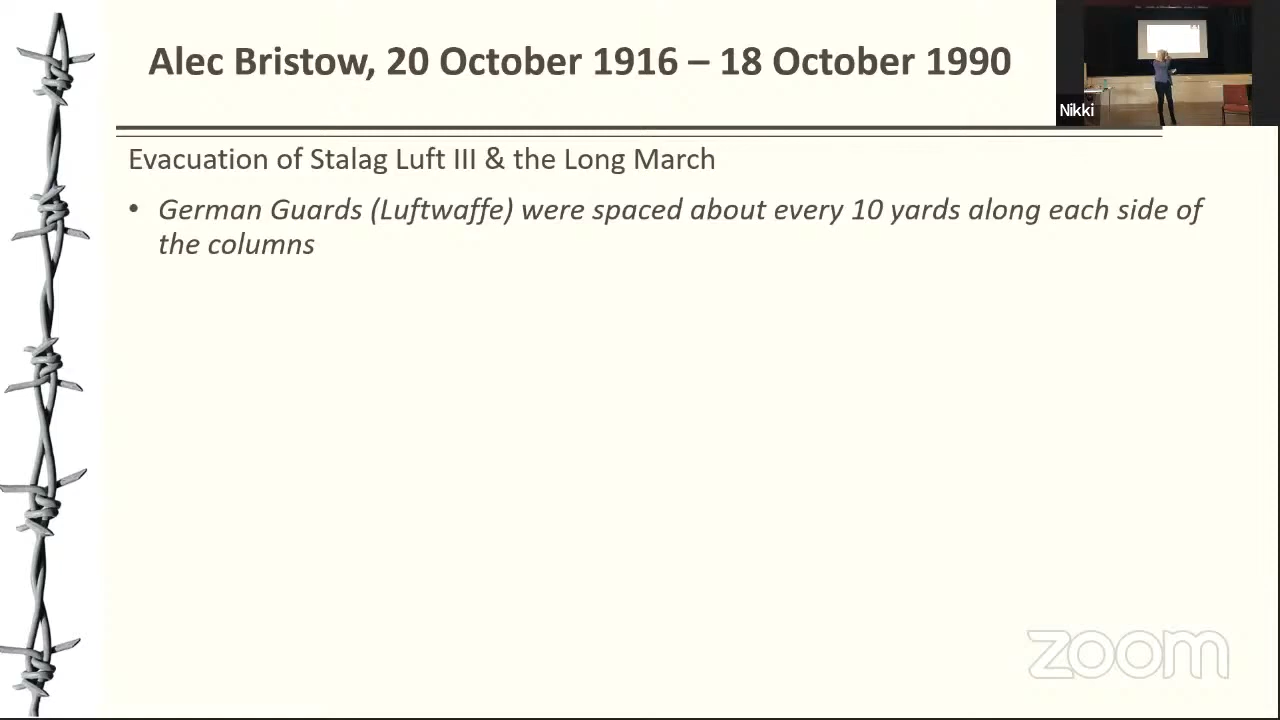 Alec Bristow, 20 October 1916 – 18 October 1990
Nikki
Evacuation of Stalag Luft III & the Long March
• German Guards (Luftwaffe) were spaced about every 10 yards along each side of
the columns
zoom